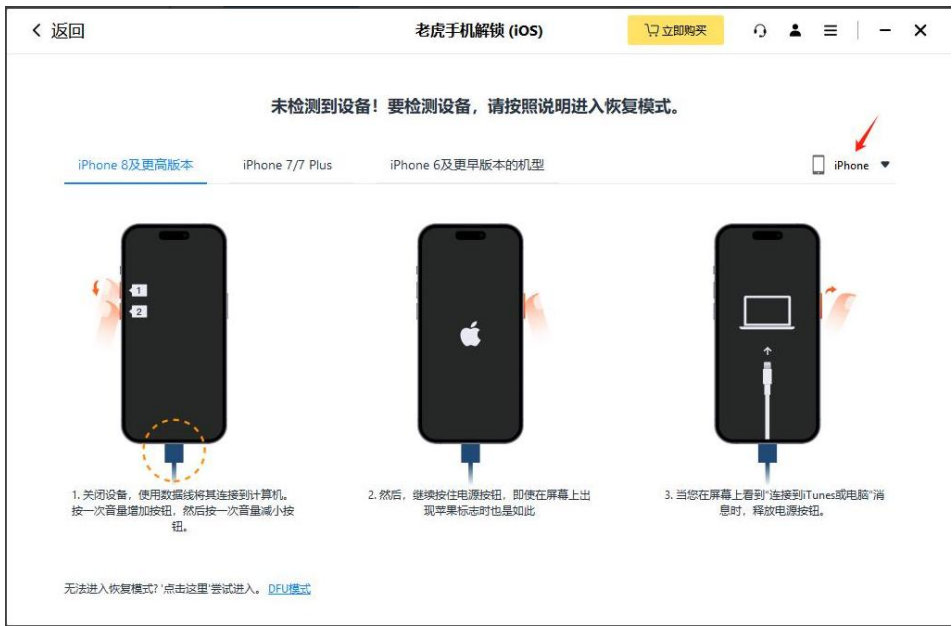 返回
老虎手机解锁 (iOS)
立即购买
未检测到设备！要检测设备，请按照说明进入恢复模式。
iPhone 8及更高版本
iPhone 7/7 Plus
iPhone 6及更早版本的机型
iPhone
1
2
1. 关闭设备，使用数据线将其连接到计算机。
按一次音量增加按钮，然后按一次音量减小按
钮。
2. 然后，继续按住电源按钮，即使在屏幕上出
现苹果标志时也是如此
3. 当您在屏幕上看到"连接到iTunes或电脑"消
息时，释放电源按钮。
无法进入恢复模式? '点击这里'尝试进入。 DFU模式